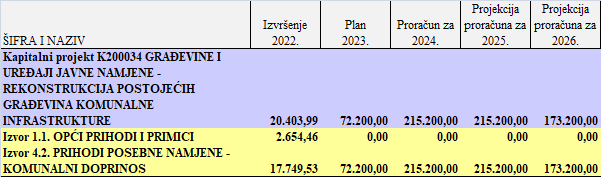 ŠIFRA I NAZIV Izvršenje 2022. Plan 2023. Proračun za 2024. Projekcija proračuna za 2025. Projekcija proračuna za 2026.
Kapitalni projekt K200034 GRAĐEVINE I
UREĐAJI JAVNE NAMJENE -
REKONSTRUKCIJA POSTOJEĆIH
GRAĐEVINA KOMUNALNE
INFRASTRUKTURE 20.403,99 72.200,00 215.200,00 215.200,00 173.200,00
Izvor 1.1. OPĆI PRIHODI I PRIMICI 2.654,46 0,00 0,00 0,00 0,00
Izvor 4.2. PRIHODI POSEBNE NAMJENE -
KOMUNALNI DOPRINOS 17.749,53 72.200,00 215.200,00 215.200,00 173.200,00